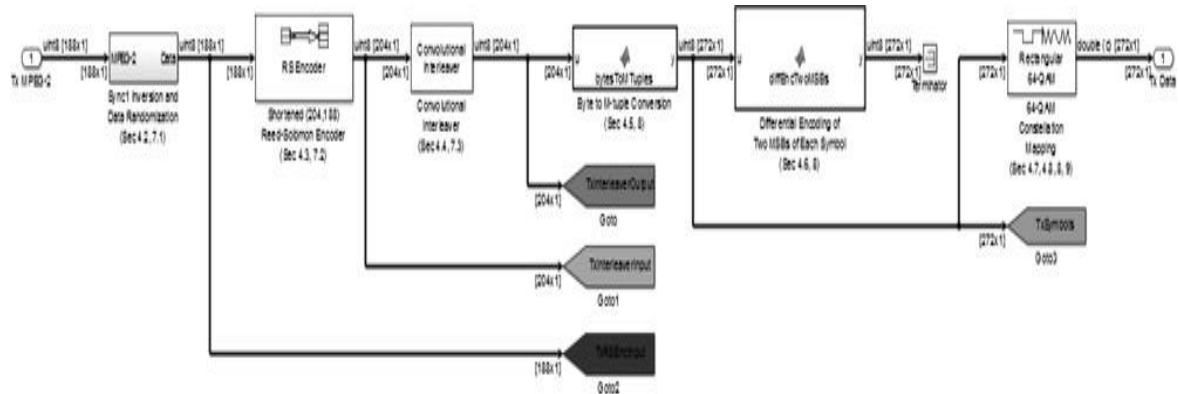 uint8 [188x1]
1
Tx MPEG-2
[188x1]
MPEG-2 Data
Sync1 Inversion and
Data Randomization
(Sec 4.2, 7.1)
uint8 [188x1]
[188x1]
RS Encoder
Shortened (204,188)
Reed-Solomon Encoder
(Sec 4.3, 7.2)
uint8 [204x1]
[204x1]
Convolutional
Interleaver
Convolutional
Interleaver
(Sec 4.4, 7.3)
uint8 [204x1]
[204x1]
u bytesToMTuples y
Byte to M-tuple Conversion
(Sec 4.5, 8)
uint8 [272x1]
[272x1]
u diffEncTwoMSBs y
Differential Encoding of
Two MSBs of Each Symbol
(Sec 4.6, 8)
uint8 [272x1]
[272x1]
Terminator
[272x1]
Rectangular
64-QAM
64-QAM
Constellation
Mapping
(Sec 4.7, 4.8, 8, 9)
double (c) [272x1]
[272x1]
1
Tx Data
TxInterleaverOutput
[204x1]
Goto
TxSymbols
[272x1]
Goto3
TxInterleaverInput
[204x1]
Goto1
TxRSEncInput
[188x1]
Goto2